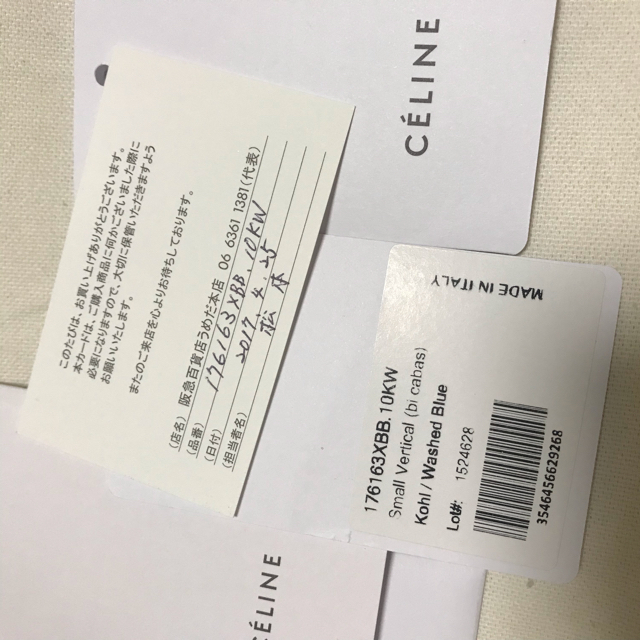 CÉLINE
このたびは、お買い上げありがとうございます。
本カードは、ご購入商品に何かございました際に
必要になりますので、大切に保管いただきますよう
お願いいたします。
またのご来店を心よりお待ちしております。
(店名) 阪急百貨店うめだ本店 06 6361 1381(代表)
(品番) 176163XBB.10KW
(日付) 2017.4.25
(担当者名) 松本
MADE IN ITALY
176163XBB.10KW
Small Vertical (bi cabas)
Kohl / Washed Blue
Lot#: 1524628
3546456629268
CÉLINE